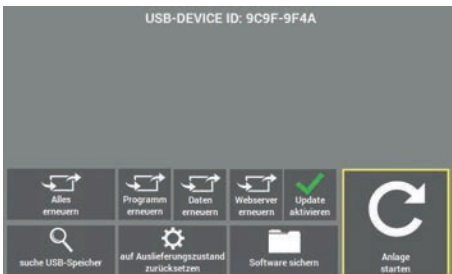 USB-DEVICE ID: 9C9F-9F4A
Alles
erneuern
Programm
erneuern
Daten
erneuern
Webserver
erneuern
Update
aktivieren
suche USB-Speicher
auf Auslieferungszustand
zurücksetzen
Software sichern
Anlage
starten